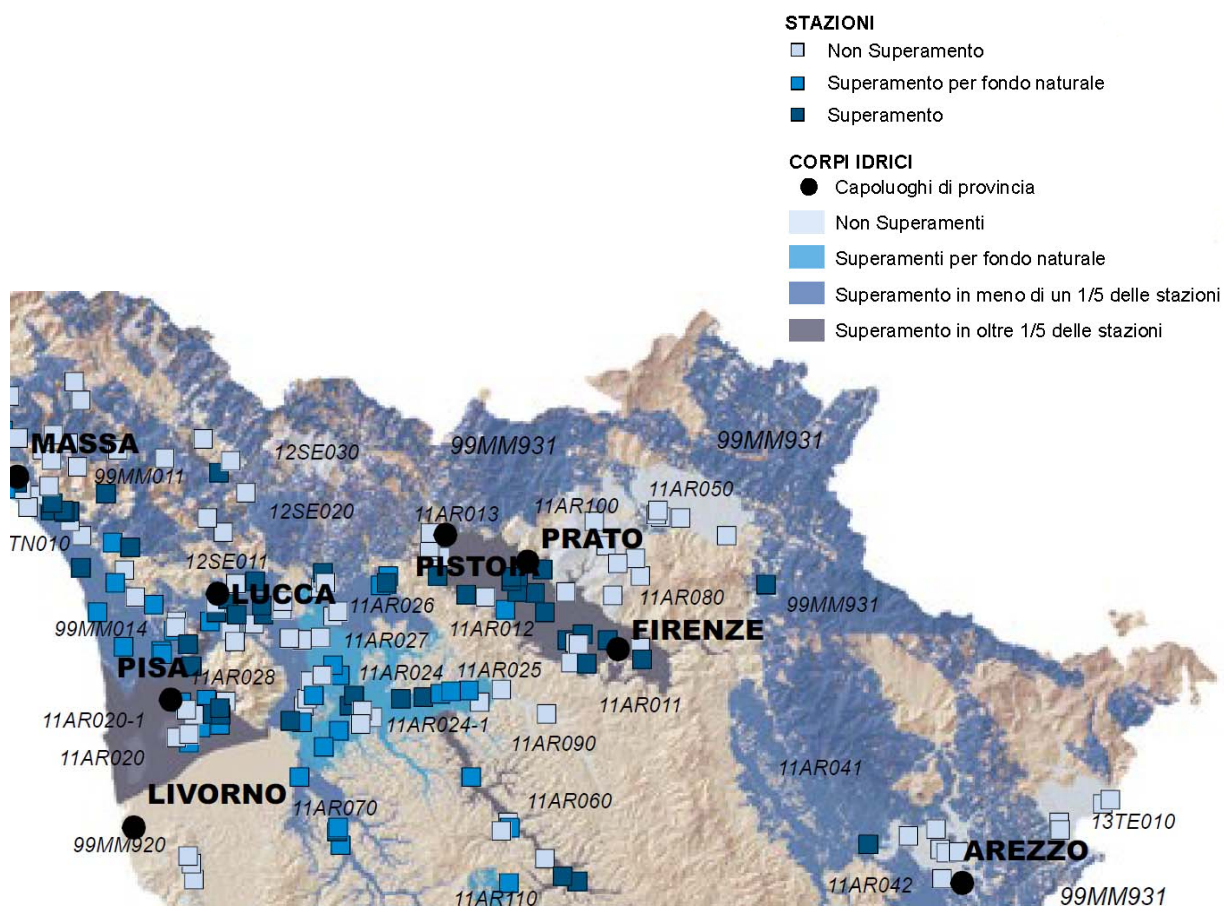 STAZIONI
Non Superamento
Superamento per fondo naturale
Superamento
CORPI IDRICI
Capoluoghi di provincia
Non Superamenti
Superamenti per fondo naturale
Superamento in meno di un 1/5 delle stazioni
Superamento in oltre 1/5 delle stazioni
MASSA
99MM011
12SE030
99MM931
99MM931
11AR050
12SE020
11AR013
11AR100
TN010
PRATO
12SE011
PISTOIA
LUCCA
11AR026
11AR080
99MM931
99MM014
11AR012
FIRENZE
11AR027
PISA
11AR028
11AR024
11AR025
11AR011
11AR020-1
11AR024-1
11AR090
11AR020
11AR041
LIVORNO
11AR070
11AR060
13TE010
99MM920
AREZZO
11AR042
11AR110
99MM931